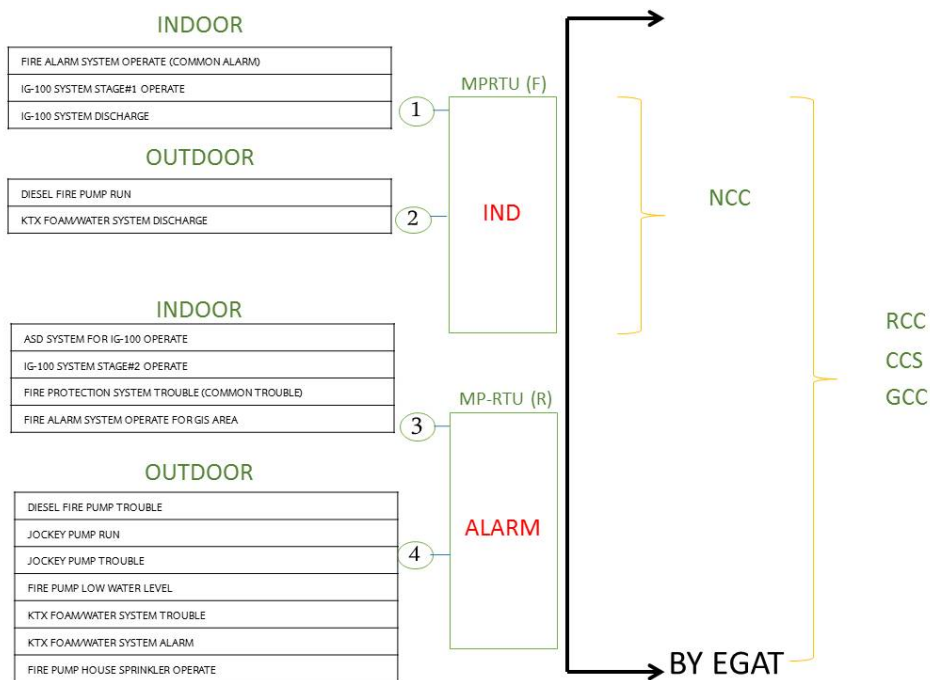 INDOOR
FIRE ALARM SYSTEM OPERATE (COMMON ALARM)
IG-100 SYSTEM STAGE#1 OPERATE
IG-100 SYSTEM DISCHARGE
1
OUTDOOR
DIESEL FIRE PUMP RUN
KTX FOAM/WATER SYSTEM DISCHARGE
2
MPRTU (F)
IND
NCC
INDOOR
ASD SYSTEM FOR IG-100 OPERATE
IG-100 SYSTEM STAGE#2 OPERATE
FIRE PROTECTION SYSTEM TROUBLE (COMMON TROUBLE)
FIRE ALARM SYSTEM OPERATE FOR GIS AREA
3
OUTDOOR
DIESEL FIRE PUMP TROUBLE
JOCKEY PUMP RUN
JOCKEY PUMP TROUBLE
FIRE PUMP LOW WATER LEVEL
KTX FOAM/WATER SYSTEM TROUBLE
KTX FOAM/WATER SYSTEM ALARM
FIRE PUMP HOUSE SPRINKLER OPERATE
4
MP-RTU (R)
ALARM
RCC
CCS
GCC
BY EGAT